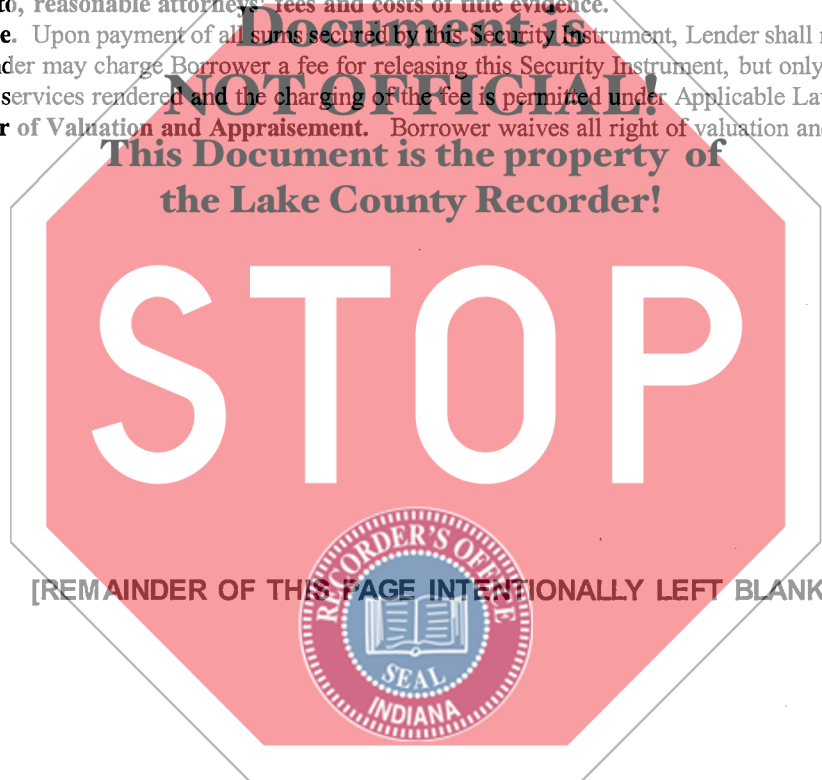 to, reasonable attorneys' fees and costs of title evidence.
Document is
e. Upon payment of all sums secured by this Security Instrument, Lender shall
der may charge Borrower a fee for releasing this Security Instrument, but only
NOT OFFICIAL!
services rendered and the charging of the fee is permitted under Applicable La
r of Valuation and Appraisement. Borrower waives all right of valuation and
This Document is the property of
the Lake County Recorder!
STOP
RECORDER'S OFFICE
[REMAINDER OF THIS PAGE INTENTIONALLY LEFT BLANK
SEAL
INDIANA